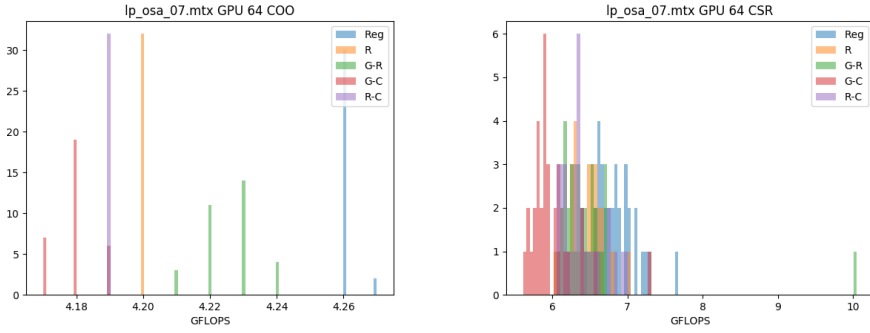 lp_osa_07.mtx GPU 64 COO
30
25
20
15
10
5
0
Reg
R
G-R
G-C
R-C
4.18 4.20 4.22 4.24 4.26
GFLOPS
lp_osa_07.mtx GPU 64 CSR
6
5
4
3
2
1
0
Reg
R
G-R
G-C
R-C
6 7 8 9 10
GFLOPS